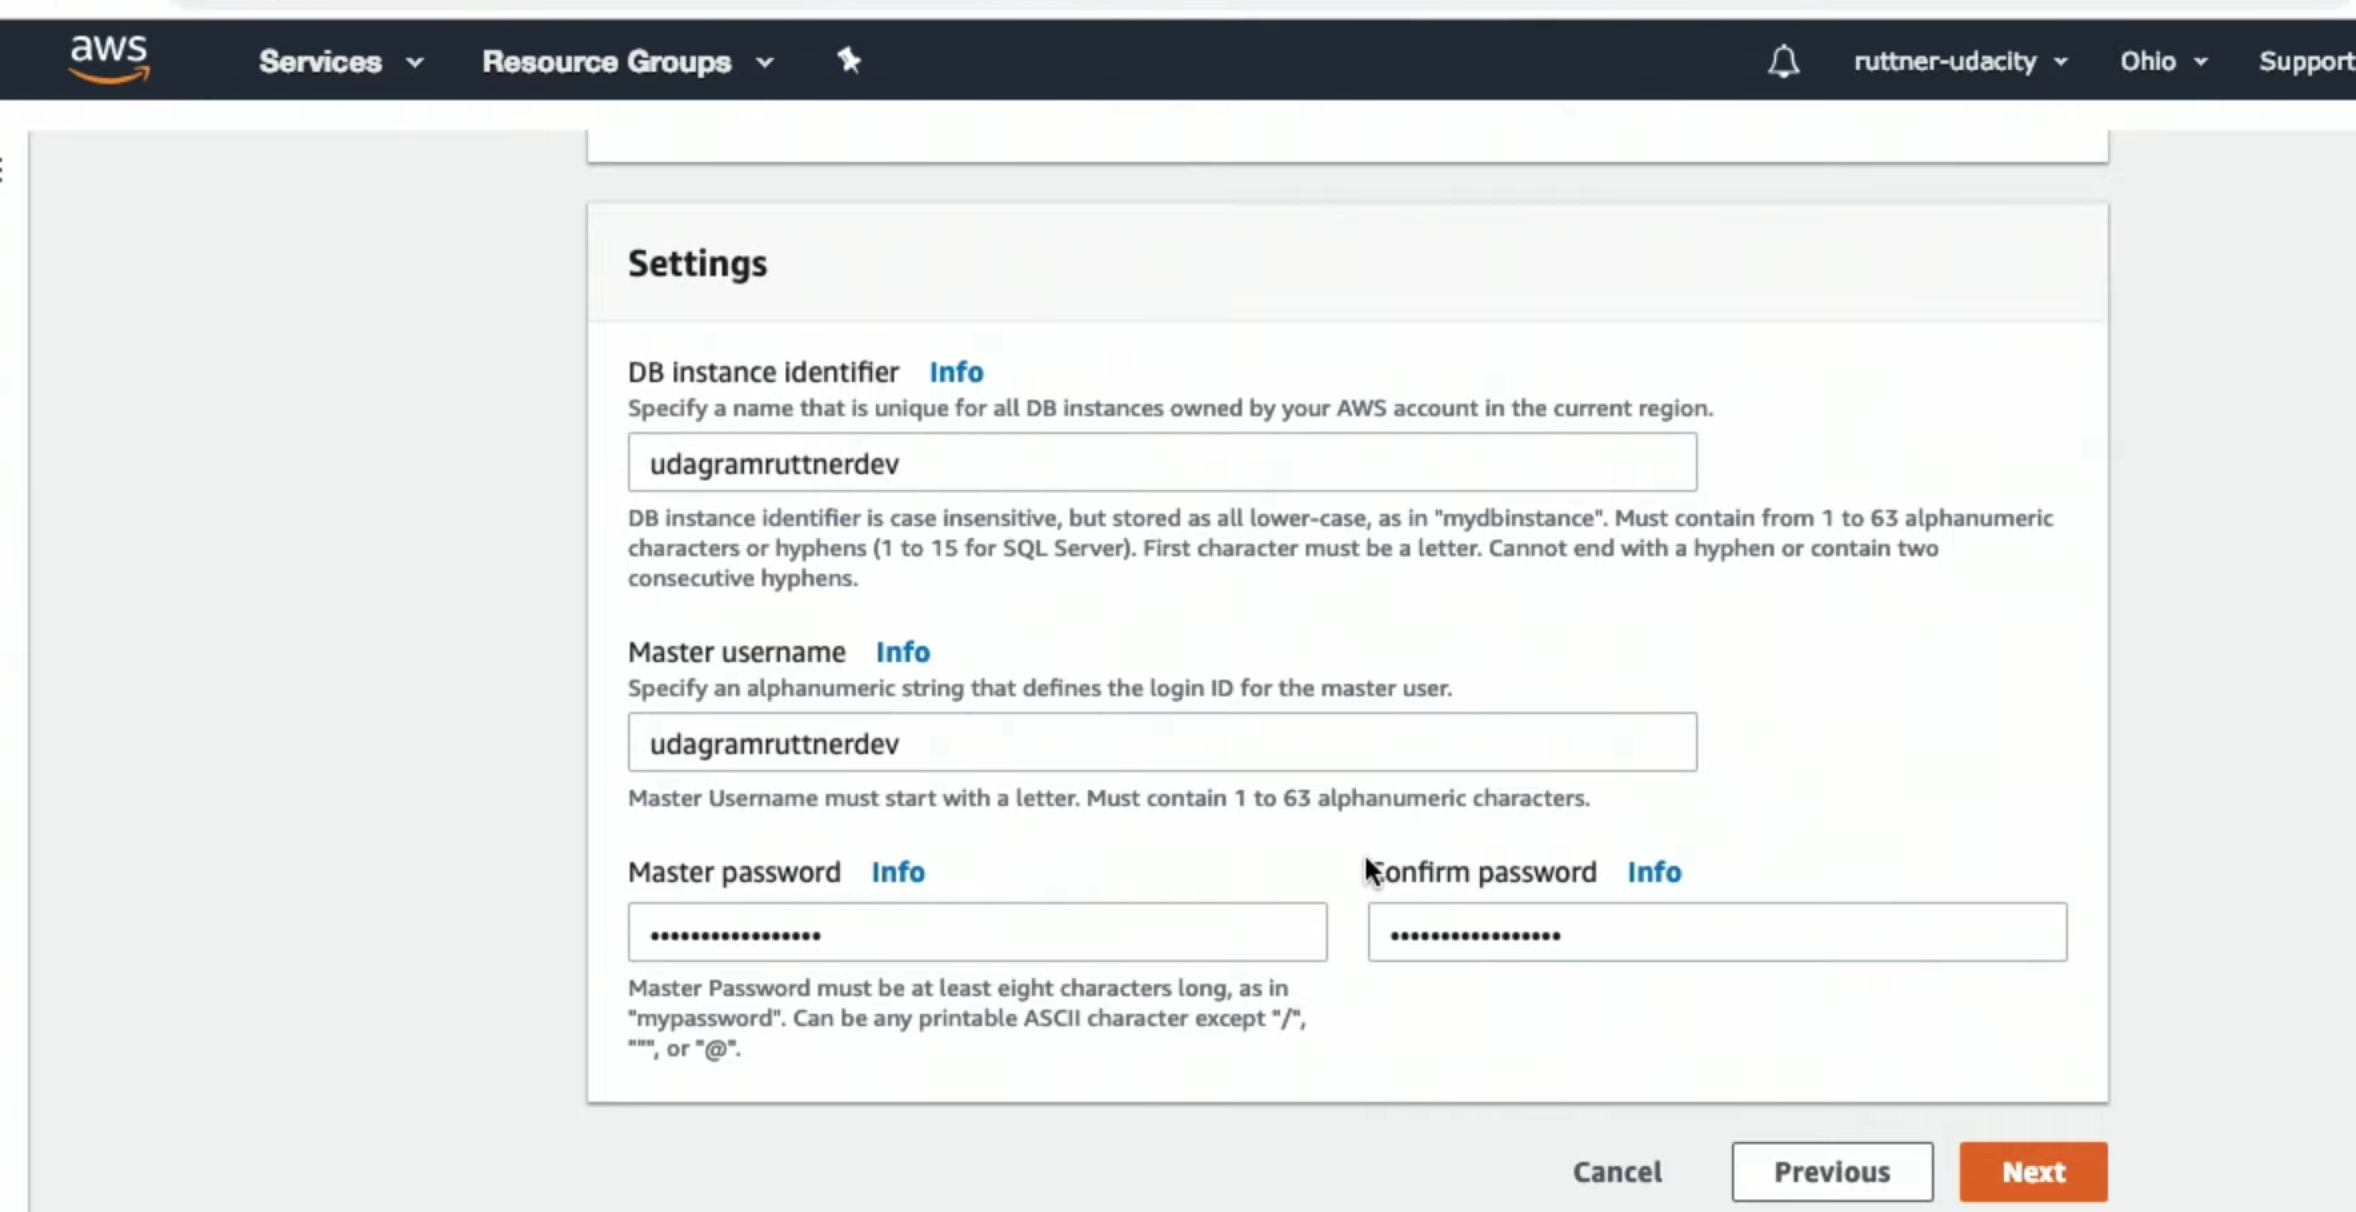 aws Services Resource Groups ruttner-udacity Ohio Support
Settings
DB instance identifier Info
Specify a name that is unique for all DB instances owned by your AWS account in the current region.
udagramruttnerdev
DB instance identifier is case insensitive, but stored as all lower-case, as in "mydbinstance". Must contain from 1 to 63 alphanumeric
characters or hyphens (1 to 15 for SQL Server). First character must be a letter. Cannot end with a hyphen or contain two
consecutive hyphens.
Master username Info
Specify an alphanumeric string that defines the login ID for the master user.
udagramruttnerdev
Master Username must start with a letter. Must contain 1 to 63 alphanumeric characters.
Master password Info
•••••••••••••••••
Master Password must be at least eight characters long, as in
"mypassword". Can be any printable ASCII character except "/",
""", or "@".
Confirm password Info
•••••••••••••••••
Cancel Previous Next